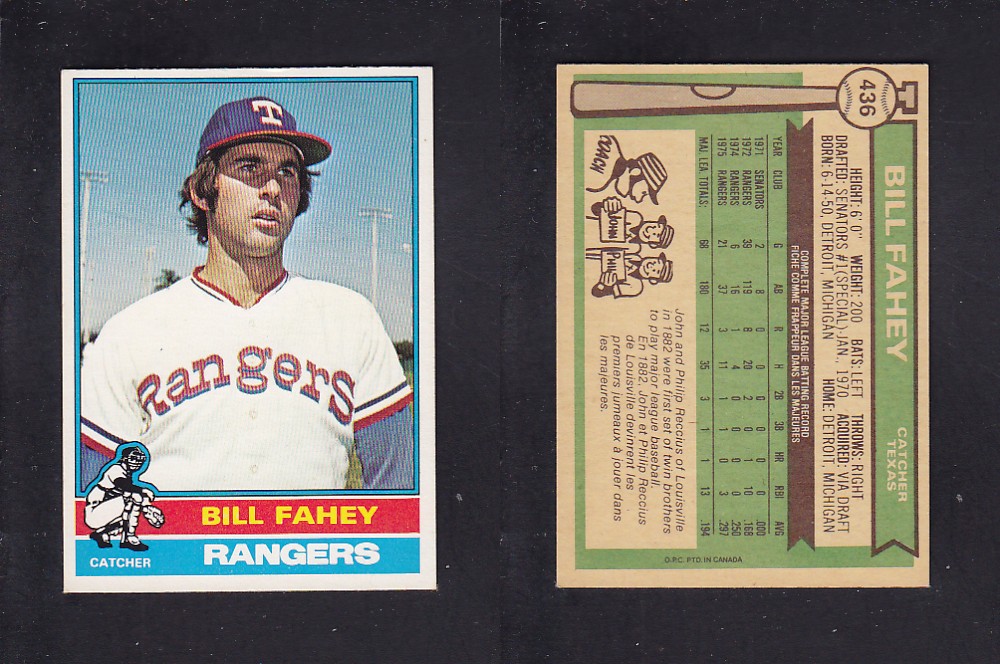 T
Rangers
BILL FAHEY
CATCHER
RANGERS
436
BILL FAHEY
CATCHER
TEXAS
HEIGHT: 6'0" WEIGHT: 200 BATS: LEFT THROWS: RIGHT
DRAFTED: SENATORS #1(SPECIAL)-JAN., 1970 ACQUIRED: VIA DRAFT
BORN: 6-14-50, DETROIT, MICHIGAN HOME: DETROIT, MICHIGAN
COMPLETE MAJOR LEAGUE BATTING RECORD
FICHE COMME FRAPPEUR DANS LES MAJEURES
YEAR CLUB G AB R H 2B 3B HR RBI AVG
1971 SENATORS 2 8 0 0 0 0 0 0 .000
1972 RANGERS 39 119 8 20 2 0 1 10 .168
1974 RANGERS 6 16 1 4 0 0 0 0 .250
1975 RANGERS 21 37 3 11 1 1 0 3 .297
MAJ. LEA. TOTALS: 68 180 12 35 3 1 1 13 .194
COACH
JOHN
PHIL
John and Philip Reccius of Louisville
in 1882 were first set of twin brothers
to play major league baseball.
En 1882, John et Philip Reccius
de Louisville devinrent les
premiers jumeaux à jouer dans
les majeures.
O.P.C. PTD. IN CANADA